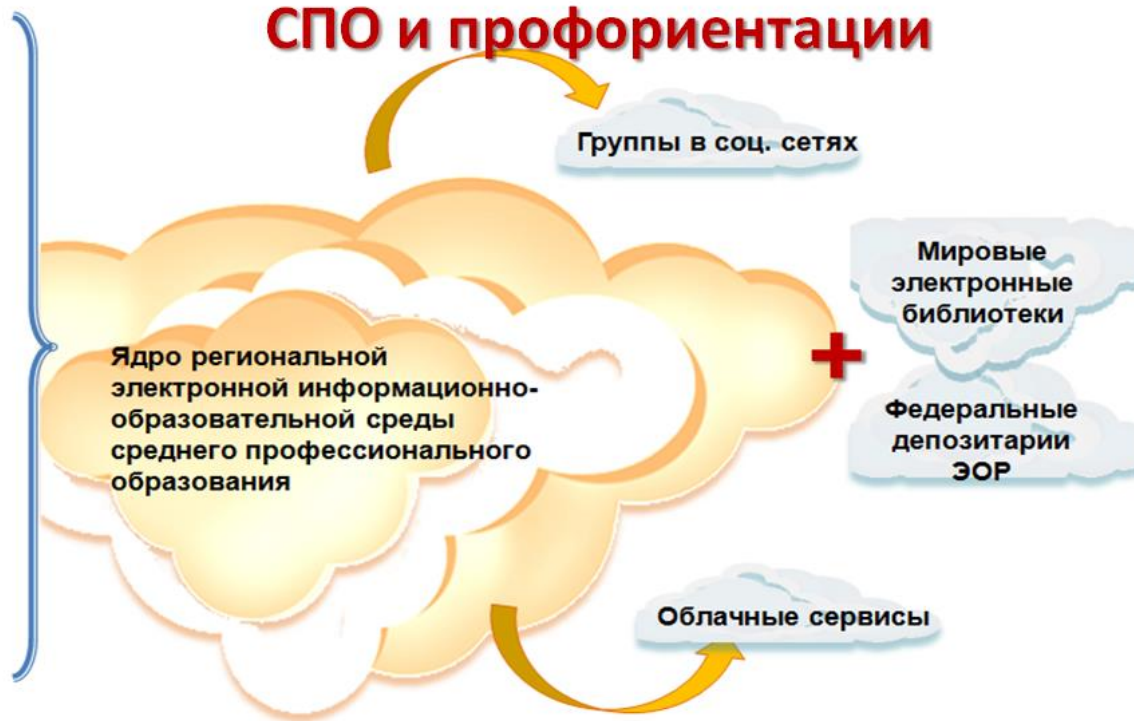 СПО и профориентации
Группы в соц. сетях
Мировые
электронные
библиотеки
Ядро региональной
электронной информационно-
образовательной среды
среднего профессионального
образования
Федеральные
депозитарии
ЭОР
Облачные сервисы